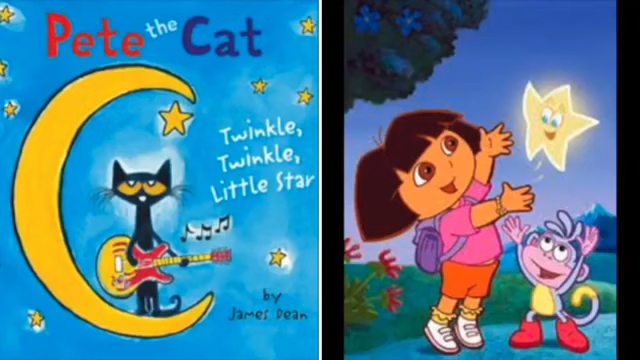 Pete the Cat
Twinkle,
Twinkle,
Little Star
by
James Dean